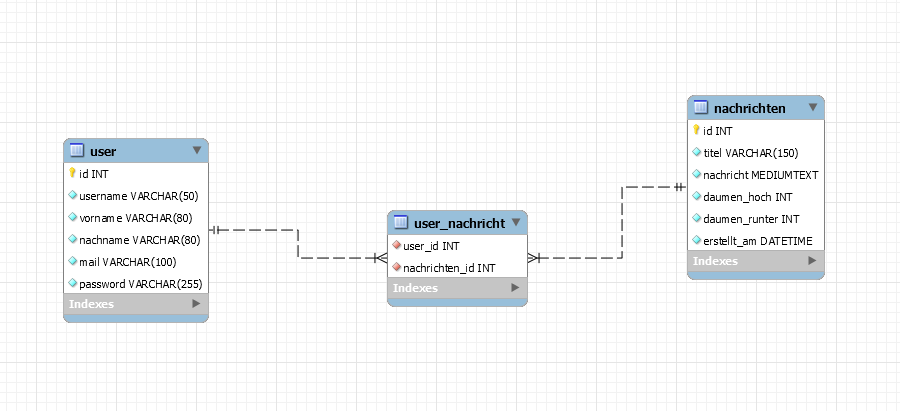 user
id INT
username VARCHAR(50)
vorname VARCHAR(80)
nachname VARCHAR(80)
mail VARCHAR(100)
password VARCHAR(255)
Indexes
user_nachricht
user_id INT
nachrichten_id INT
Indexes
nachrichten
id INT
titel VARCHAR(150)
nachricht MEDIUMTEXT
daumen_hoch INT
daumen_runter INT
erstellt_am DATETIME
Indexes